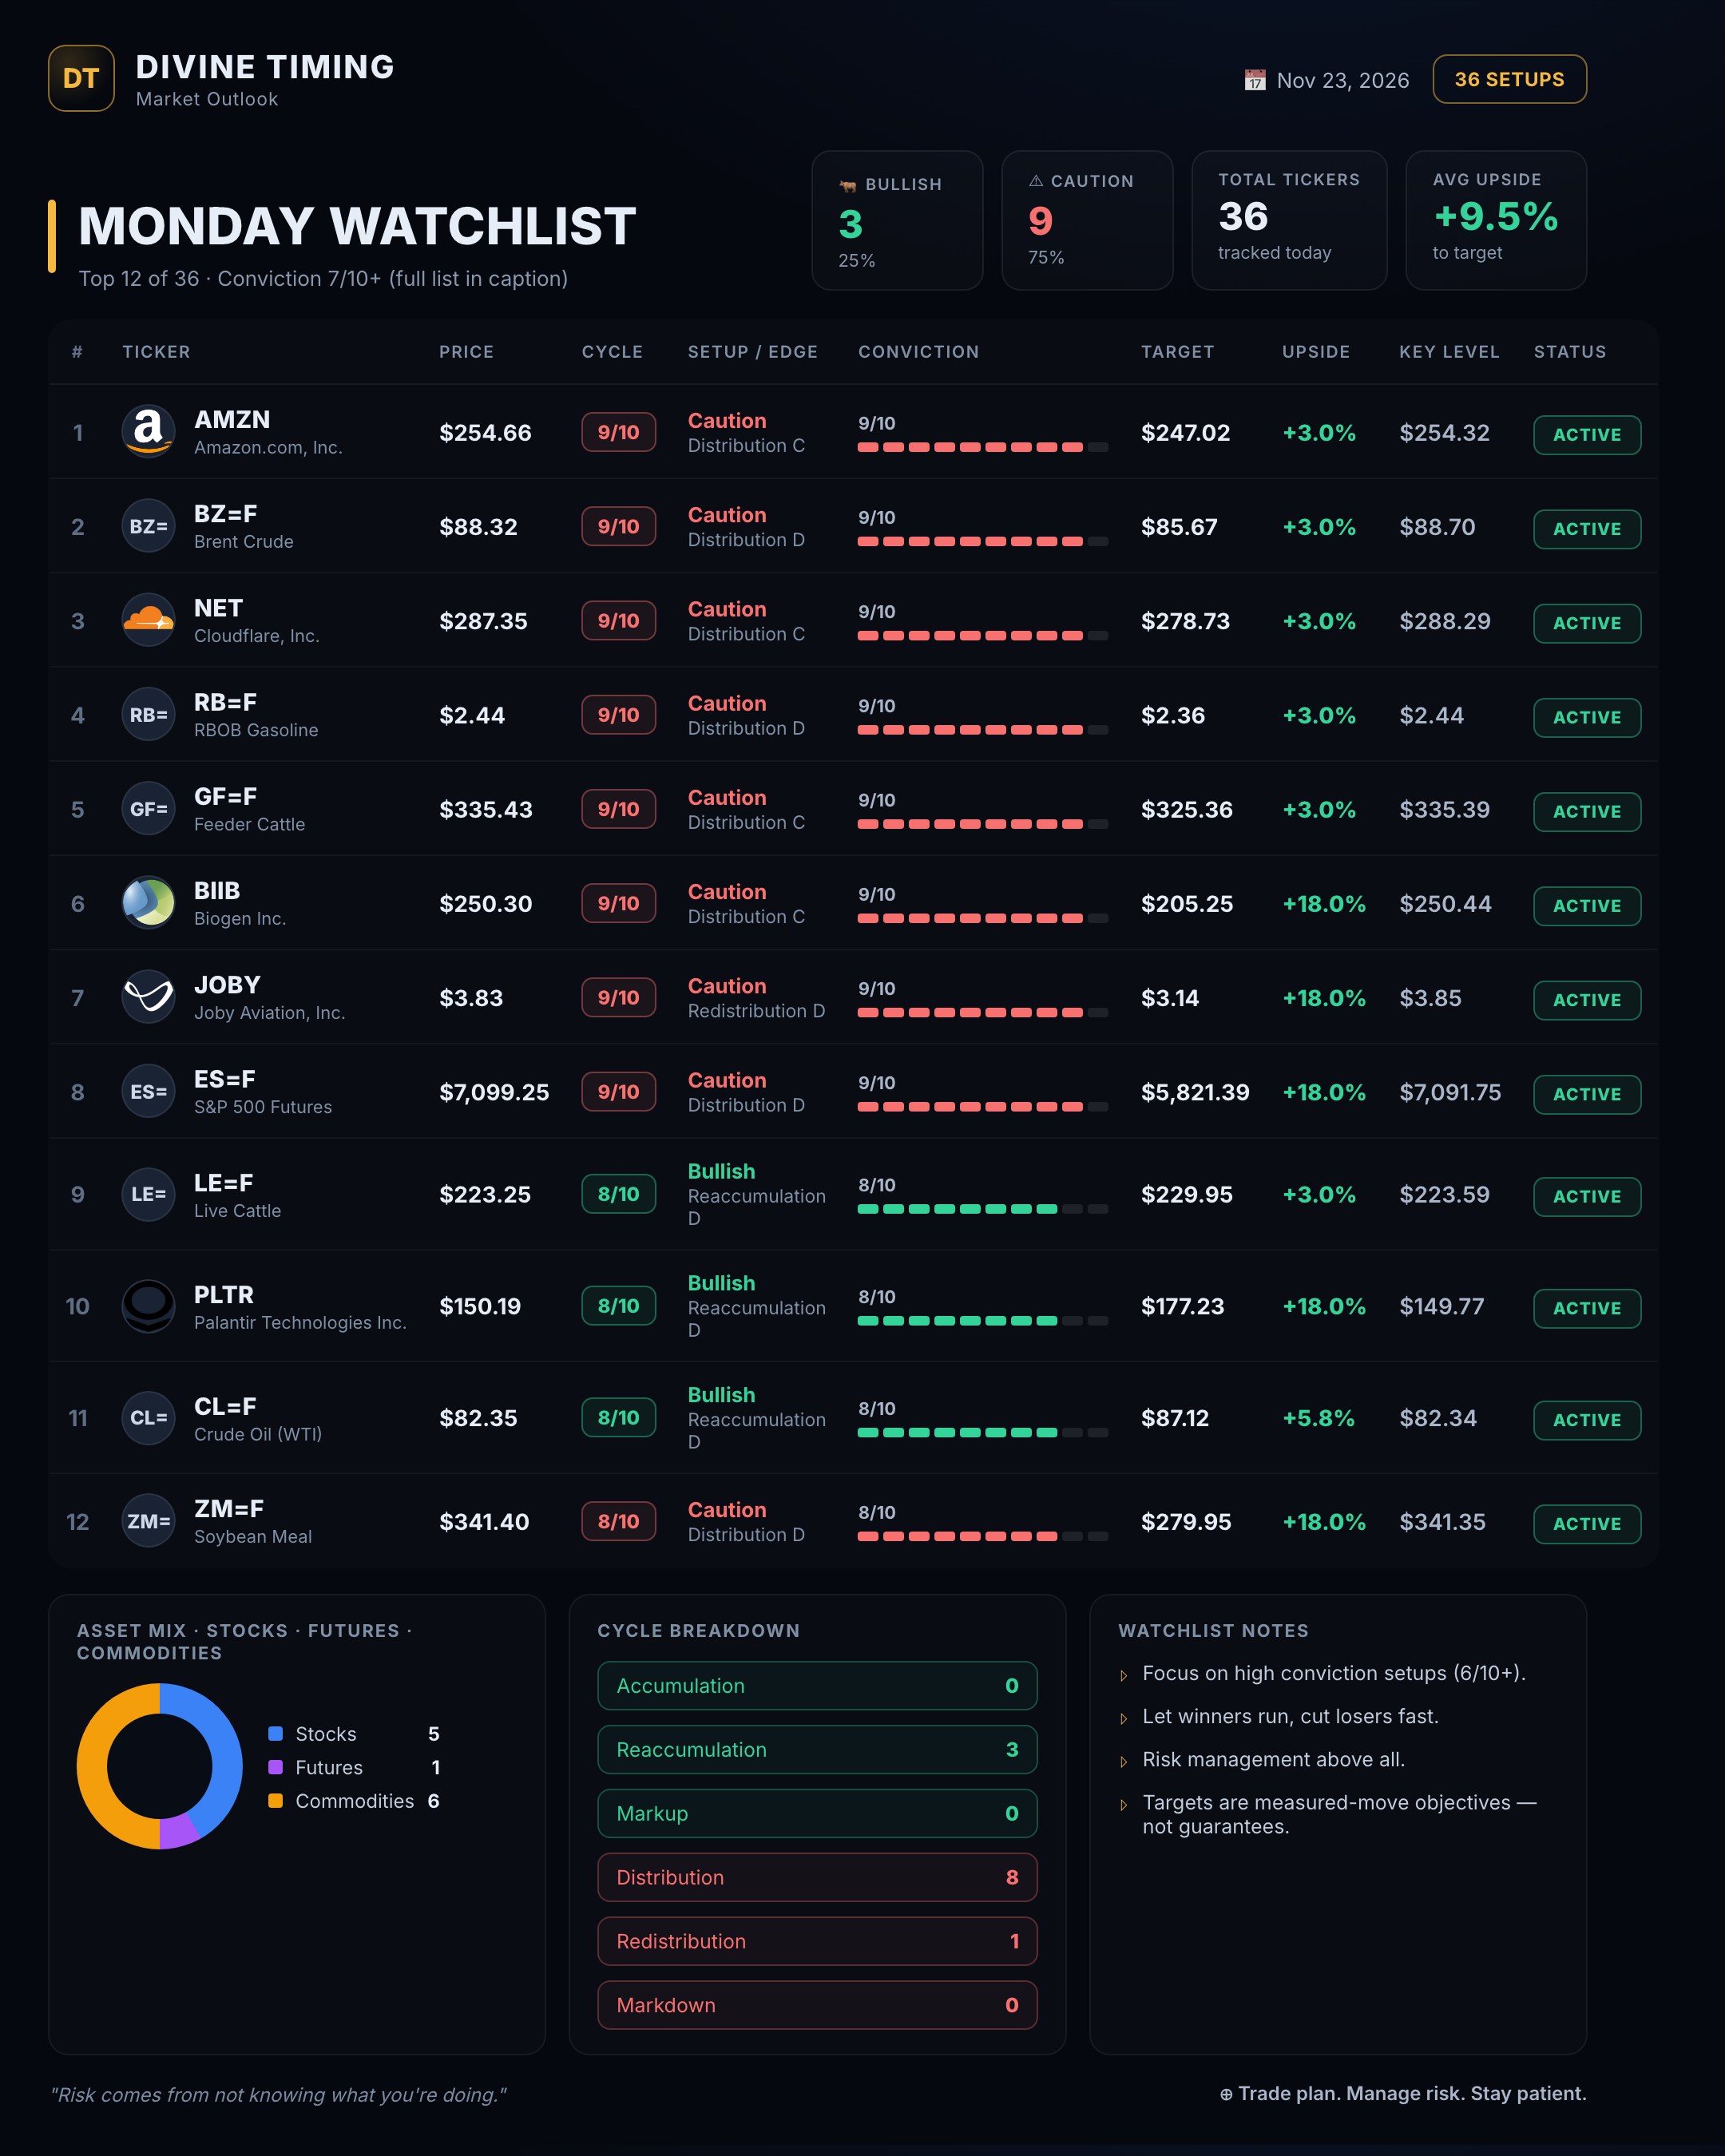 DT
DIVINE TIMING
Market Outlook
17
Nov 23, 2026
36 SETUPS
MONDAY WATCHLIST
Top 12 of 36 · Conviction 7/10+ (full list in caption)
🐂 BULLISH
3
25%
⚠ CAUTION
9
75%
TOTAL TICKERS
36
tracked today
AVG UPSIDE
+9.5%
to target
# TICKER PRICE CYCLE SETUP / EDGE CONVICTION TARGET UPSIDE KEY LEVEL STATUS
1 a AMZN $254.66 9/10 Caution 9/10 $247.02 +3.0% $254.32 ACTIVE
Amazon.com, Inc. Distribution C
2 BZ= BZ=F $88.32 9/10 Caution 9/10 $85.67 +3.0% $88.70 ACTIVE
Brent Crude Distribution D
3 NET $287.35 9/10 Caution 9/10 $278.73 +3.0% $288.29 ACTIVE
Cloudflare, Inc. Distribution C
4 RB= RB=F $2.44 9/10 Caution 9/10 $2.36 +3.0% $2.44 ACTIVE
RBOB Gasoline Distribution D
5 GF= GF=F $335.43 9/10 Caution 9/10 $325.36 +3.0% $335.39 ACTIVE
Feeder Cattle Distribution C
6 BIIB $250.30 9/10 Caution 9/10 $205.25 +18.0% $250.44 ACTIVE
Biogen Inc. Distribution C
7 JOBY $3.83 9/10 Caution 9/10 $3.14 +18.0% $3.85 ACTIVE
Joby Aviation, Inc. Redistribution D
8 ES= ES=F $7,099.25 9/10 Caution 9/10 $5,821.39 +18.0% $7,091.75 ACTIVE
S&P 500 Futures Distribution D
9 LE= LE=F $223.25 8/10 Bullish 8/10 $229.95 +3.0% $223.59 ACTIVE
Live Cattle Reaccumulation
D
10 PLTR $150.19 8/10 Bullish 8/10 $177.23 +18.0% $149.77 ACTIVE
Palantir Technologies Inc. Reaccumulation
D
11 CL= CL=F $82.35 8/10 Bullish 8/10 $87.12 +5.8% $82.34 ACTIVE
Crude Oil (WTI) Reaccumulation
D
12 ZM= ZM=F $341.40 8/10 Caution 8/10 $279.95 +18.0% $341.35 ACTIVE
Soybean Meal Distribution D
ASSET MIX · STOCKS · FUTURES ·
COMMODITIES
Stocks 5
Futures 1
Commodities 6
CYCLE BREAKDOWN
Accumulation 0
Reaccumulation 3
Markup 0
Distribution 8
Redistribution 1
Markdown 0
WATCHLIST NOTES
Focus on high conviction setups (6/10+).
Let winners run, cut losers fast.
Risk management above all.
Targets are measured-move objectives —
not guarantees.
"Risk comes from not knowing what you're doing."
⊕ Trade plan. Manage risk. Stay patient.